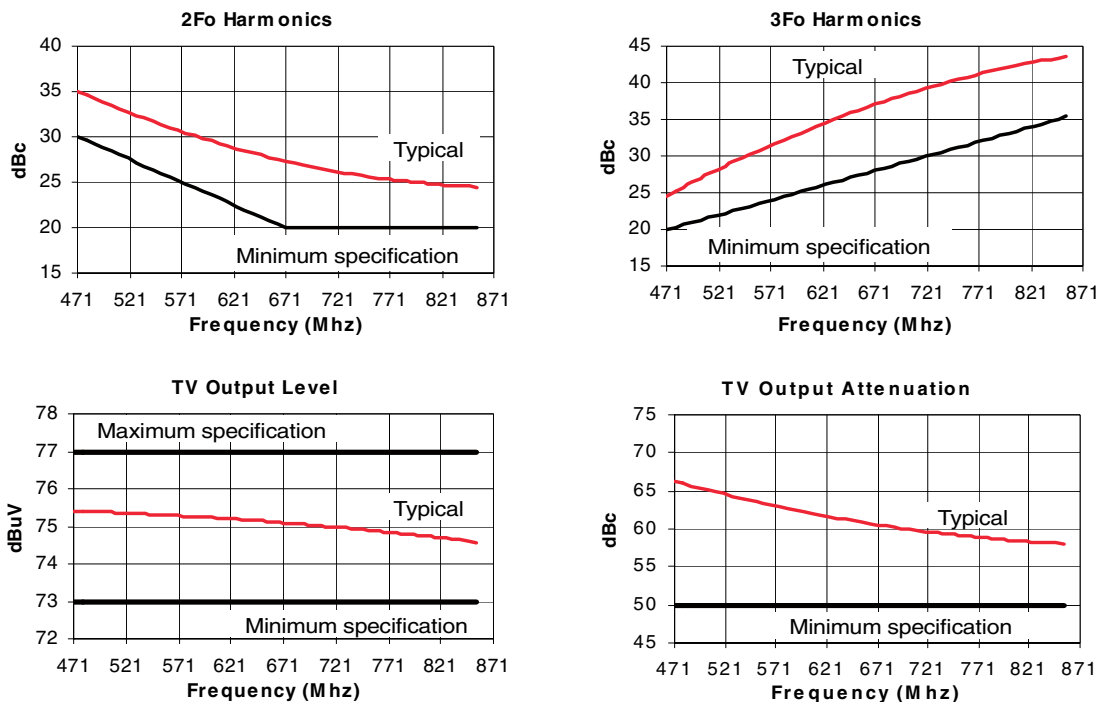 2Fo Harmonics
40
35
30
25
20
15
dBc
Typical
Minimum specification
471 521 571 621 671 721 771 821 871
Frequency (Mhz)
3Fo Harmonics
45
40
35
30
25
20
15
dBc
Typical
Minimum specification
471 521 571 621 671 721 771 821 871
Frequency (Mhz)
TV Output Level
78
77
76
75
74
73
72
dBuV
Maximum specification
Typical
Minimum specification
471 521 571 621 671 721 771 821 871
Frequency (Mhz)
TV Output Attenuation
75
70
65
60
55
50
45
dBc
Typical
Minimum specification
471 521 571 621 671 721 771 821 871
Frequency (Mhz)